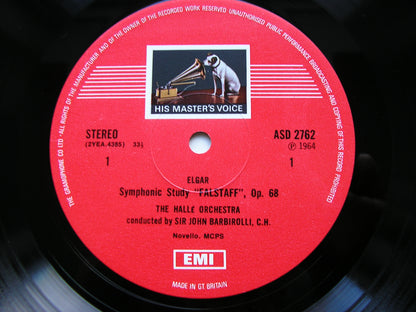 ALL RIGHTS OF THE MANUFACTURER AND OF THE OWNER OF THE RECORDED WORK RESERVED UNAUTHORISED PUBLIC PERFORMANCE BROADCASTING AND COPYING OF THIS RECORD PROHIBITED
THE GRAMOPHONE CO LTD
HIS MASTER'S VOICE
STEREO
(2YEA.4385) 33⅓
1
ASD 2762
Ⓟ 1964
1
ELGAR
Symphonic Study "FALSTAFF", Op. 68
THE HALLE ORCHESTRA
conducted by SIR JOHN BARBIROLLI, C.H.
Novello. MCPS
EMI
MADE IN GT. BRITAIN